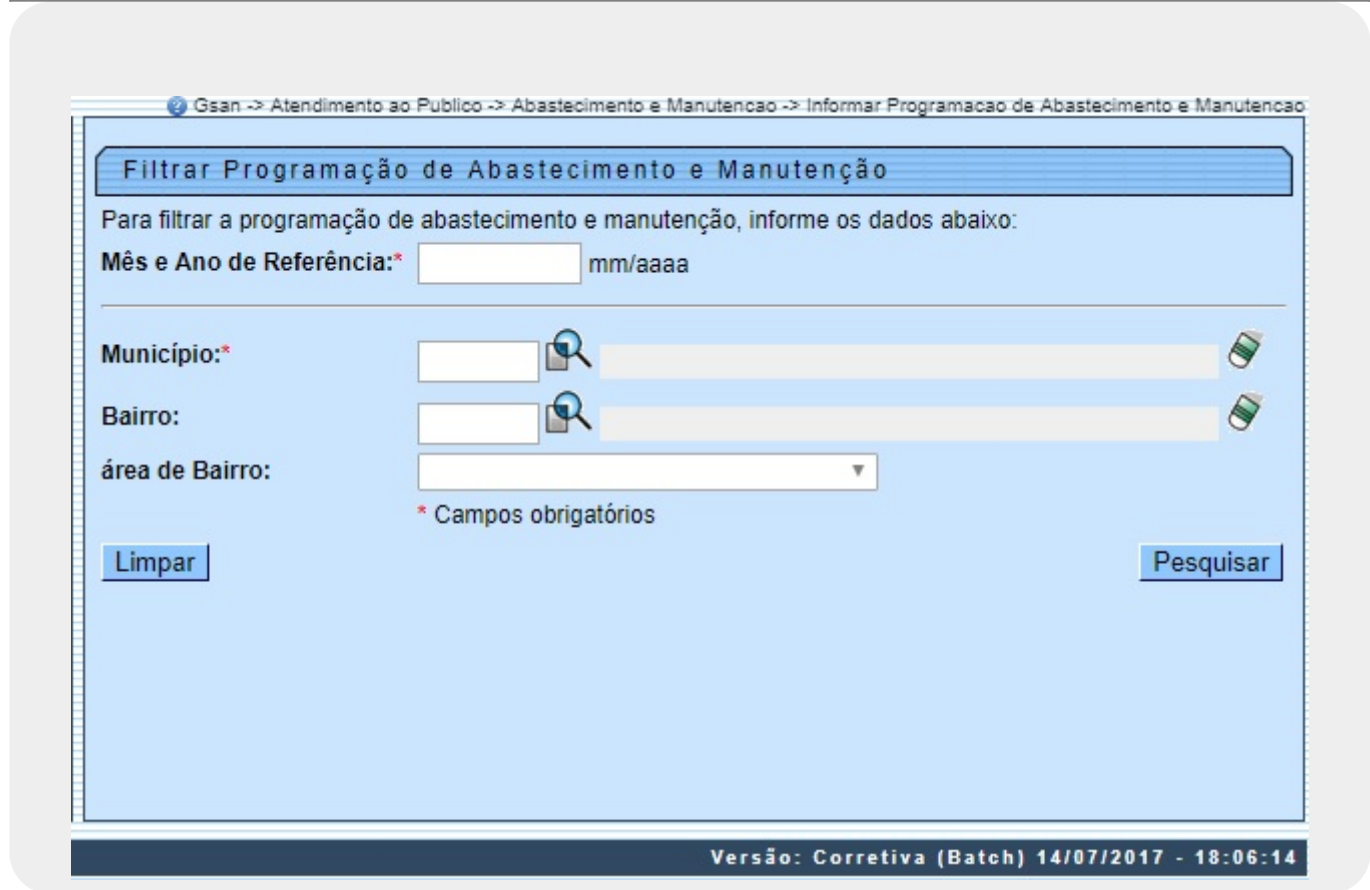 Gsan -> Atendimento ao Publico -> Abastecimento e Manutencao -> Informar Programacao de Abastecimento e Manutencao
Filtrar Programação de Abastecimento e Manutenção
Para filtrar a programação de abastecimento e manutenção, informe os dados abaixo:
Mês e Ano de Referência:* mm/aaaa
Município:*
Bairro:
área de Bairro:
* Campos obrigatórios
Limpar Pesquisar
Versão: Corretiva (Batch) 14/07/2017 - 18:06:14